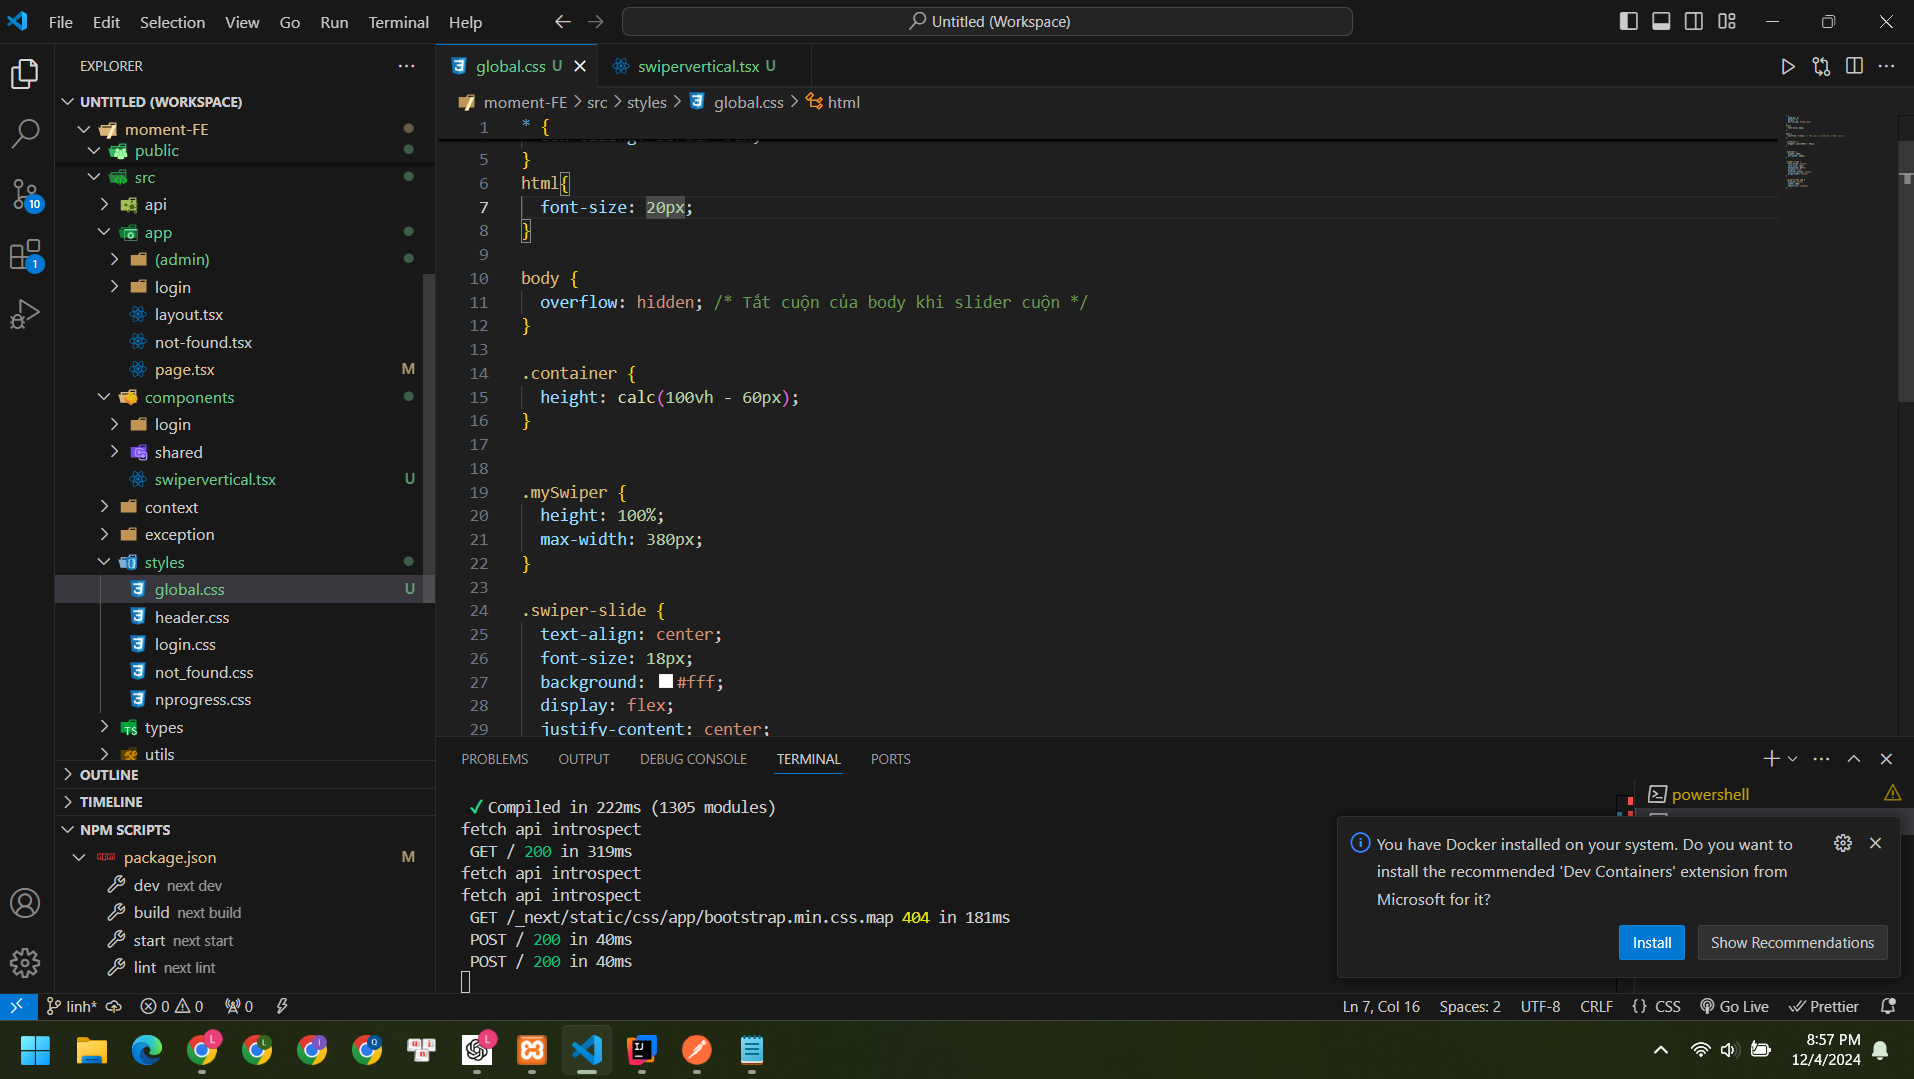 File Edit Selection View Go Run Terminal Help
Untitled (Workspace)
EXPLORER
UNTITLED (WORKSPACE)
moment-FE
public
src
api
app
(admin)
login
layout.tsx
not-found.tsx
page.tsx M
components
login
shared
swipervertical.tsx U
context
exception
styles
global.css U
header.css
login.css
not_found.css
nprogress.css
types
utils
OUTLINE
TIMELINE
NPM SCRIPTS
package.json M
dev next dev
build next build
start next start
lint next lint
10
1
global.css U
swipervertical.tsx U
moment-FE > src > styles > global.css > html
1 * {
5 }
6 html{
7 font-size: 20px;
8 }
9
10 body {
11 overflow: hidden; /* Tắt cuộn của body khi slider cuộn */
12 }
13
14 .container {
15 height: calc(100vh - 60px);
16 }
17
18
19 .mySwiper {
20 height: 100%;
21 max-width: 380px;
22 }
23
24 .swiper-slide {
25 text-align: center;
26 font-size: 18px;
27 background: #fff;
28 display: flex;
29 justify-content: center;
PROBLEMS OUTPUT DEBUG CONSOLE TERMINAL PORTS
✓ Compiled in 222ms (1305 modules)
fetch api introspect
GET / 200 in 319ms
fetch api introspect
fetch api introspect
GET /_next/static/css/app/bootstrap.min.css.map 404 in 181ms
POST / 200 in 40ms
POST / 200 in 40ms
powershell
You have Docker installed on your system. Do you want to
install the recommended 'Dev Containers' extension from
Microsoft for it?
Install
Show Recommendations
linh* 0 0 0
Ln 7, Col 16 Spaces: 2 UTF-8 CRLF {} CSS Go Live Prettier
8:57 PM
12/4/2024